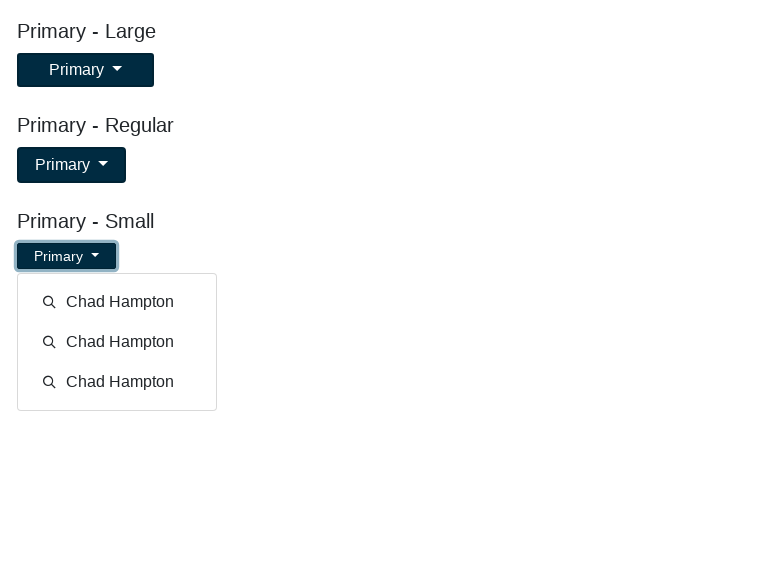 Primary - Large
Primary
Primary - Regular
Primary
Primary - Small
Primary
Chad Hampton
Chad Hampton
Chad Hampton